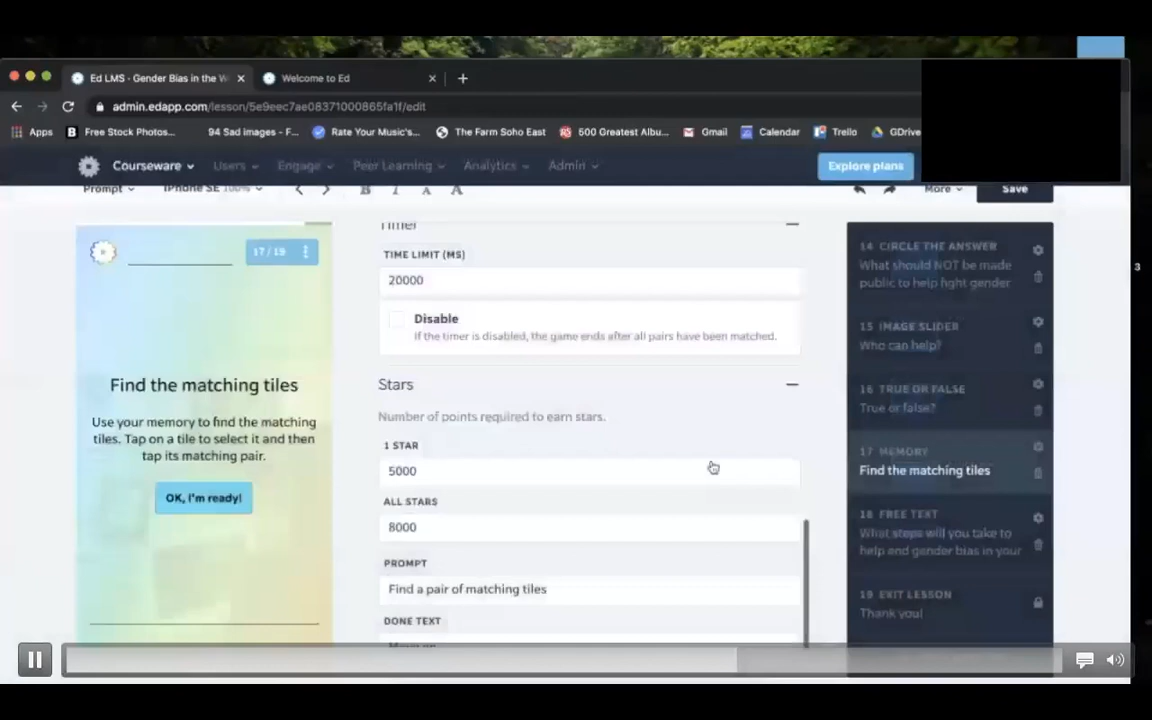 Ed LMS - Gender Bias in the W
Welcome to Ed
admin.edapp.com/lesson/5e9eec7ae08371000865fa1f/edit
Apps
Free Stock Photos...
94 Sad images - F...
Rate Your Music's...
The Farm Soho East
500 Greatest Albu...
Gmail
Calendar
Trello
GDrive
Courseware
Users
Engage
Peer Learning
Analytics
Admin
Explore plans
Prompt
iPhone SE 100%
B I A A
More
Save
17 / 19
Find the matching tiles
Use your memory to find the matching
tiles. Tap on a tile to select it and then
tap its matching pair.
OK, I'm ready!
Timer
TIME LIMIT (MS)
20000
Disable
If the timer is disabled, the game ends after all pairs have been matched.
Stars
Number of points required to earn stars.
1 STAR
5000
ALL STARS
8000
PROMPT
Find a pair of matching tiles
DONE TEXT
14 CIRCLE THE ANSWER
What should NOT be made
public to help fight gender
15 IMAGE SLIDER
Who can help?
16 TRUE OR FALSE
True or false?
17 MEMORY
Find the matching tiles
18 FREE TEXT
What steps will you take to
help end gender bias in your
19 EXIT LESSON
Thank you!
3